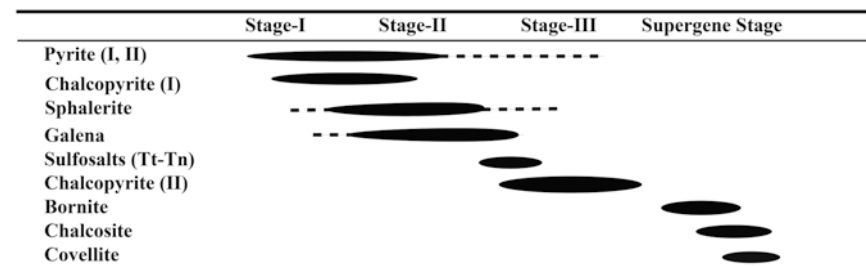 Stage-I Stage-II Stage-III Supergene Stage
Pyrite (I, II)
Chalcopyrite (I)
Sphalerite
Galena
Sulfosalts (Tt-Tn)
Chalcopyrite (II)
Bornite
Chalcosite
Covellite